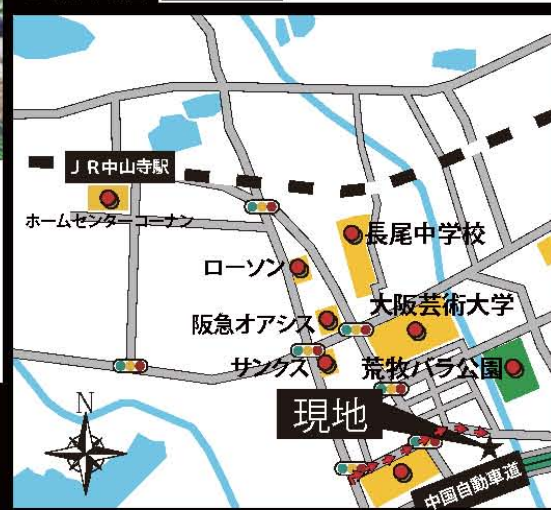 JR中山寺駅
ホームセンターコーナン
長尾中学校
ローソン
大阪芸術大学
阪急オアシス
サンクス
荒牧バラ公園
N
現地
中国自動車道